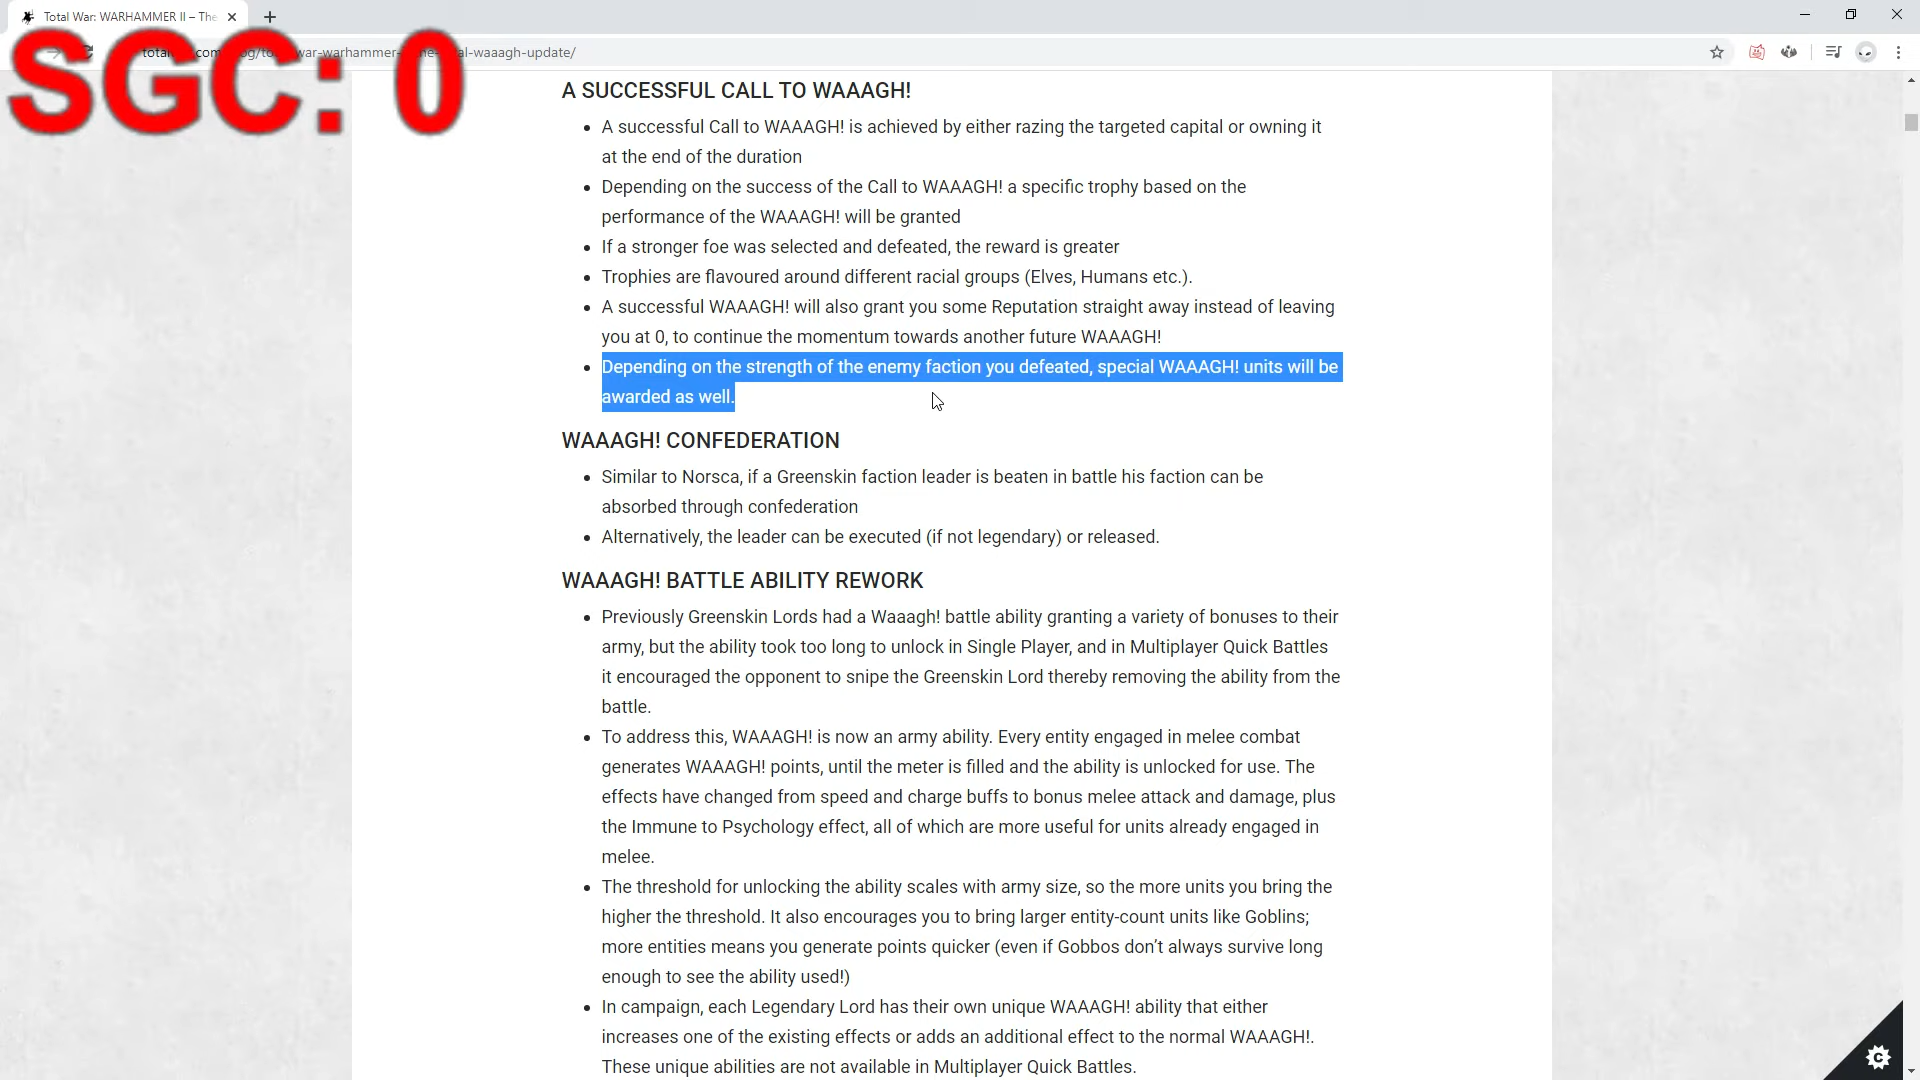 Total War: WARHAMMER II – The
SGC: 0
A SUCCESSFUL CALL TO WAAAGH!
• A successful Call to WAAAGH! is achieved by either razing the targeted capital or owning it
at the end of the duration
• Depending on the success of the Call to WAAAGH! a specific trophy based on the
performance of the WAAAGH! will be granted
• If a stronger foe was selected and defeated, the reward is greater
• Trophies are flavoured around different racial groups (Elves, Humans etc.).
• A successful WAAAGH! will also grant you some Reputation straight away instead of leaving
you at 0, to continue the momentum towards another future WAAAGH!
• Depending on the strength of the enemy faction you defeated, special WAAAGH! units will be
awarded as well.
WAAAGH! CONFEDERATION
• Similar to Norsca, if a Greenskin faction leader is beaten in battle his faction can be
absorbed through confederation
• Alternatively, the leader can be executed (if not legendary) or released.
WAAAGH! BATTLE ABILITY REWORK
• Previously Greenskin Lords had a Waaagh! battle ability granting a variety of bonuses to their
army, but the ability took too long to unlock in Single Player, and in Multiplayer Quick Battles
it encouraged the opponent to snipe the Greenskin Lord thereby removing the ability from the
battle.
• To address this, WAAAGH! is now an army ability. Every entity engaged in melee combat
generates WAAAGH! points, until the meter is filled and the ability is unlocked for use. The
effects have changed from speed and charge buffs to bonus melee attack and damage, plus
the Immune to Psychology effect, all of which are more useful for units already engaged in
melee.
• The threshold for unlocking the ability scales with army size, so the more units you bring the
higher the threshold. It also encourages you to bring larger entity-count units like Goblins;
more entities means you generate points quicker (even if Gobbos don’t always survive long
enough to see the ability used!)
• In campaign, each Legendary Lord has their own unique WAAAGH! ability that either
increases one of the existing effects or adds an additional effect to the normal WAAAGH!.
These unique abilities are not available in Multiplayer Quick Battles.